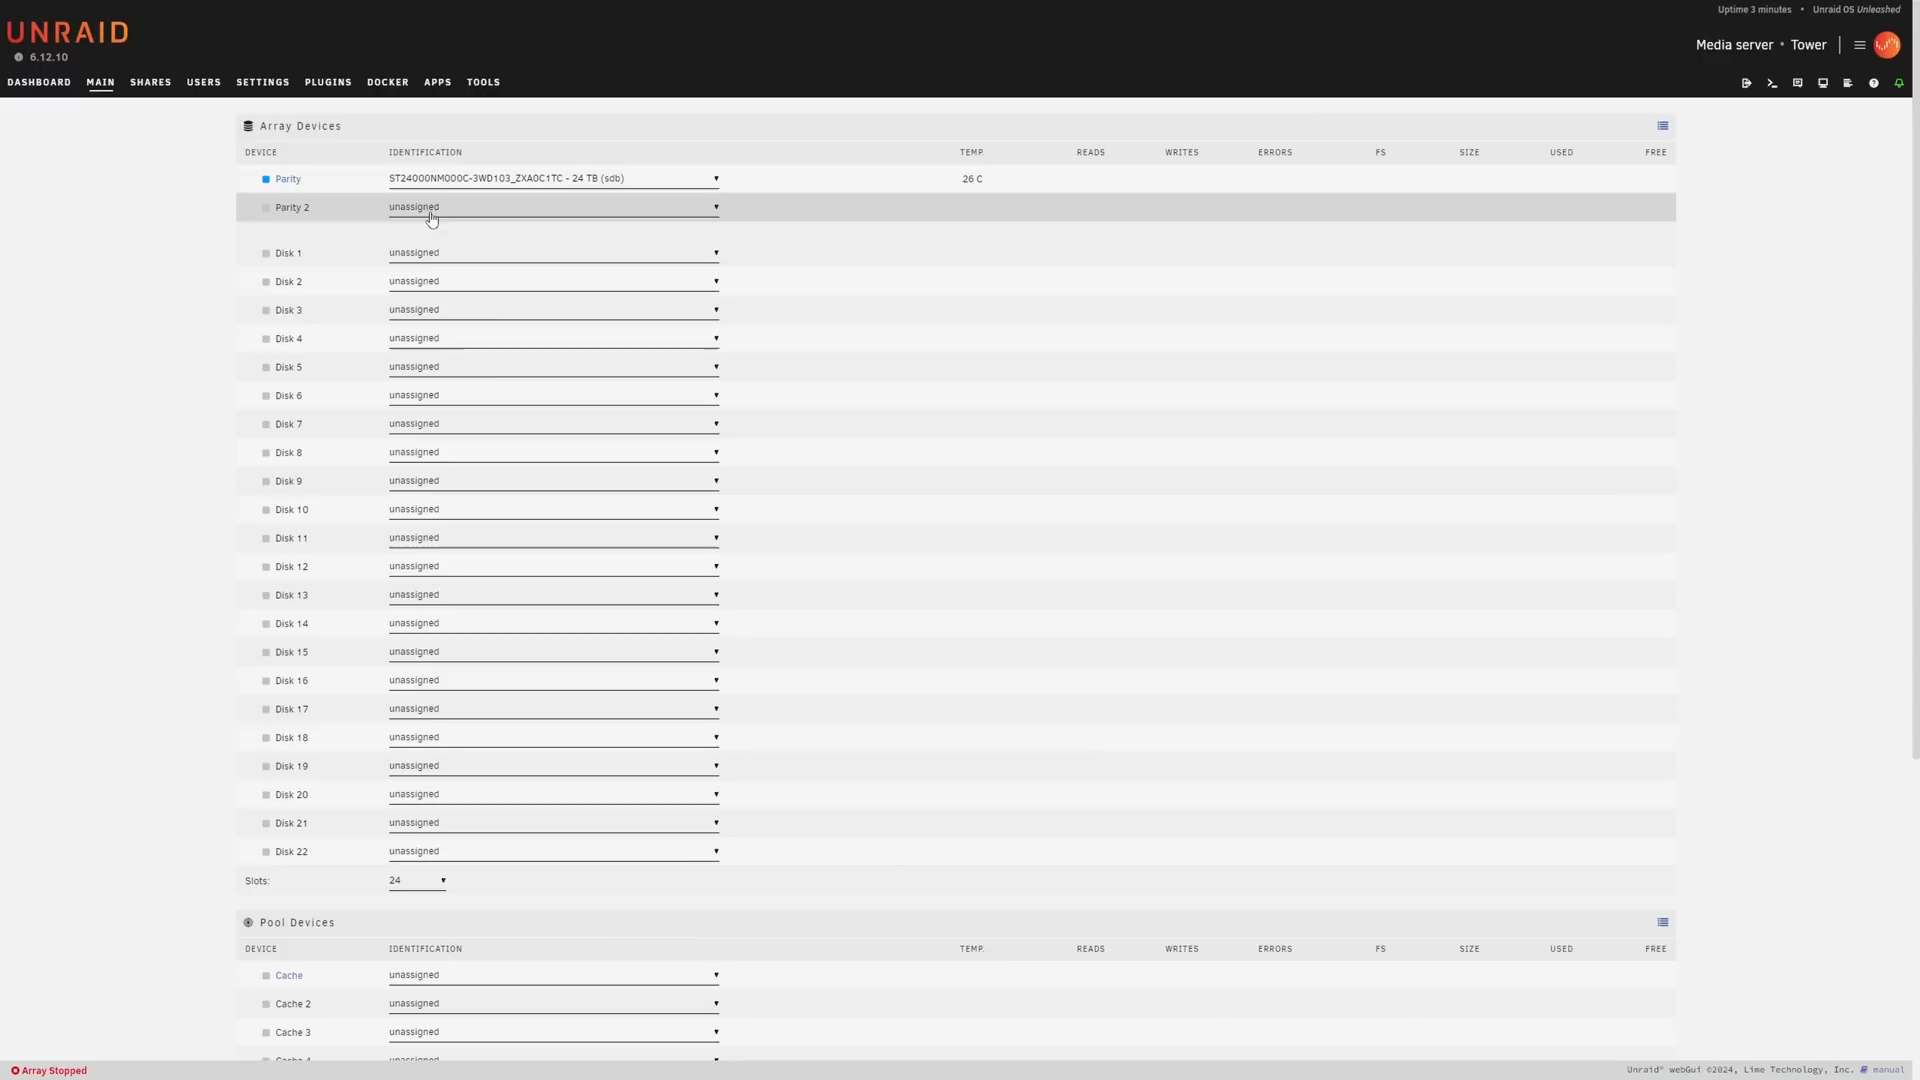 Uptime 3 minutes • Unraid OS Unleashed
UNRAID
6.12.10
Media server • Tower
DASHBOARD MAIN SHARES USERS SETTINGS PLUGINS DOCKER APPS TOOLS
Array Devices
DEVICE IDENTIFICATION TEMP. READS WRITES ERRORS FS SIZE USED FREE
Parity ST24000NM000C-3WD103_ZXA0C1TC - 24 TB (sdb) 26 C
Parity 2 unassigned
Disk 1 unassigned
Disk 2 unassigned
Disk 3 unassigned
Disk 4 unassigned
Disk 5 unassigned
Disk 6 unassigned
Disk 7 unassigned
Disk 8 unassigned
Disk 9 unassigned
Disk 10 unassigned
Disk 11 unassigned
Disk 12 unassigned
Disk 13 unassigned
Disk 14 unassigned
Disk 15 unassigned
Disk 16 unassigned
Disk 17 unassigned
Disk 18 unassigned
Disk 19 unassigned
Disk 20 unassigned
Disk 21 unassigned
Disk 22 unassigned
Slots: 24
Pool Devices
DEVICE IDENTIFICATION TEMP. READS WRITES ERRORS FS SIZE USED FREE
Cache unassigned
Cache 2 unassigned
Cache 3 unassigned
Cache 4 unassigned
Array Stopped
Unraid® webGui ©2024, Lime Technology, Inc. manual